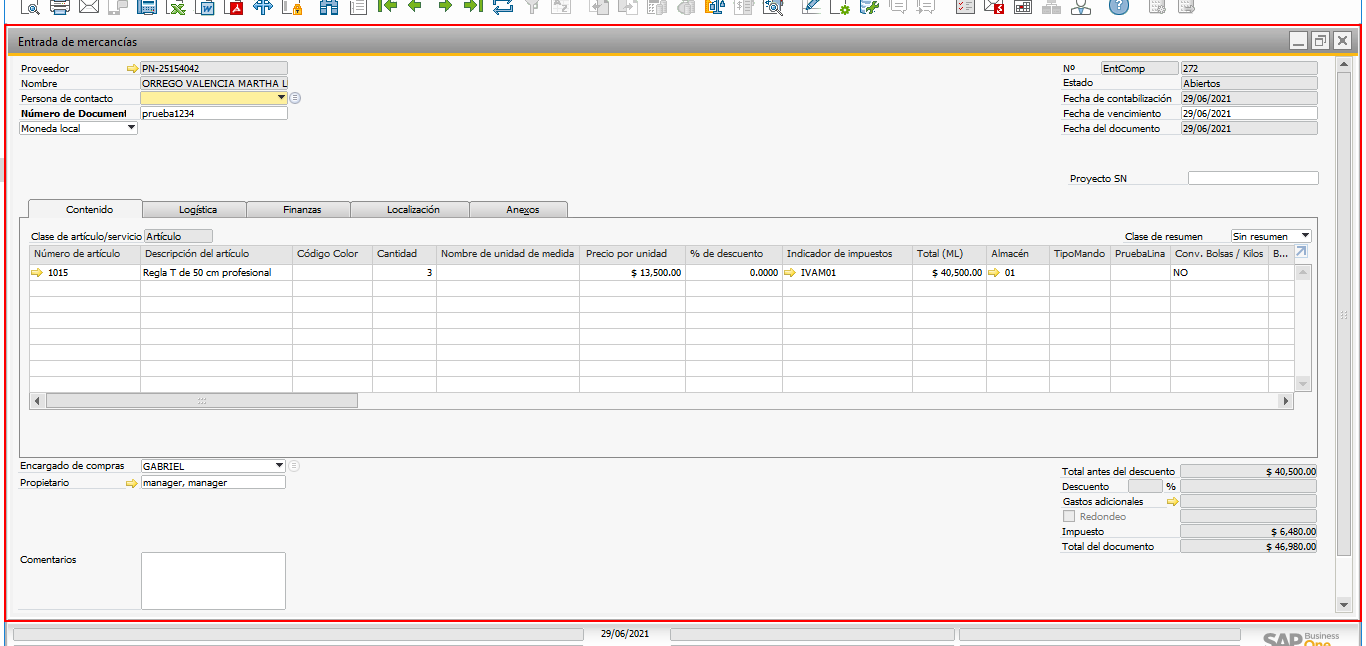 Entrada de mercancías
Proveedor PN-25154042
Nombre ORREGO VALENCIA MARTHA L
Persona de contacto
Número de Document prueba1234
Moneda local
Nº EntComp 272
Estado Abiertos
Fecha de contabilización 29/06/2021
Fecha de vencimiento 29/06/2021
Fecha del documento 29/06/2021
Proyecto SN
Contenido Logística Finanzas Localización Anexos
Clase de artículo/servicio Artículo Clase de resumen Sin resumen
Número de artículo Descripción del artículo Código Color Cantidad Nombre de unidad de medida Precio por unidad % de descuento Indicador de impuestos Total (ML) Almacén TipoMando PruebaLina Conv. Bolsas / Kilos B...
1015 Regla T de 50 cm profesional 3 $ 13,500.00 0.0000 IVAM01 $ 40,500.00 01 NO
Encargado de compras GABRIEL
Propietario manager, manager
Comentarios
Total antes del descuento $ 40,500.00
Descuento %
Gastos adicionales
Redondeo
Impuesto $ 6,480.00
Total del documento $ 46,980.00
29/06/2021
SAP Business One